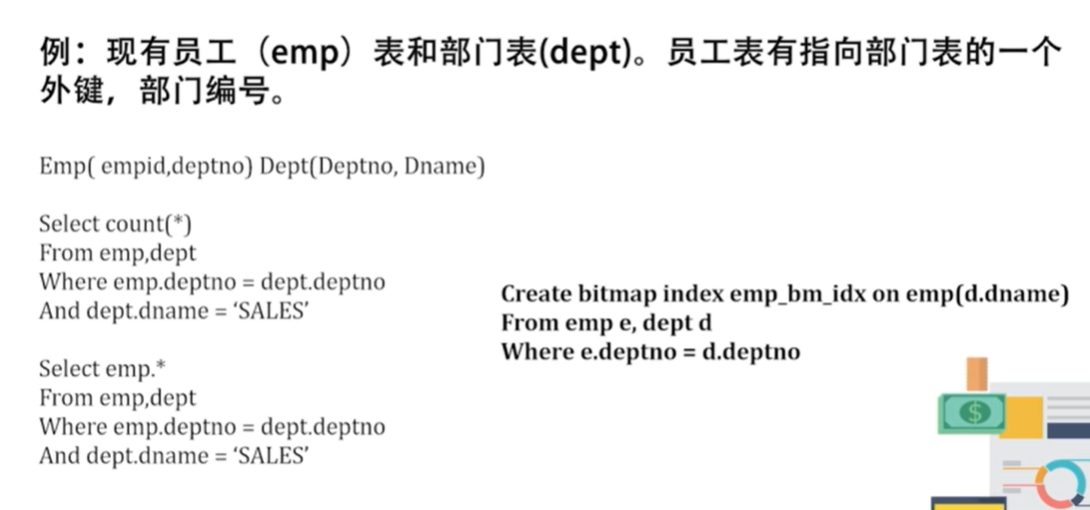 例：现有员工（emp）表和部门表(dept)。员工表有指向部门表的一个
外键，部门编号。
Emp( empid,deptno) Dept(Deptno, Dname)
Select count(*)
From emp,dept
Where emp.deptno = dept.deptno
And dept.dname = ‘SALES’
Select emp.*
From emp,dept
Where emp.deptno = dept.deptno
And dept.dname = ‘SALES’
Create bitmap index emp_bm_idx on emp(d.dname)
From emp e, dept d
Where e.deptno = d.deptno
$